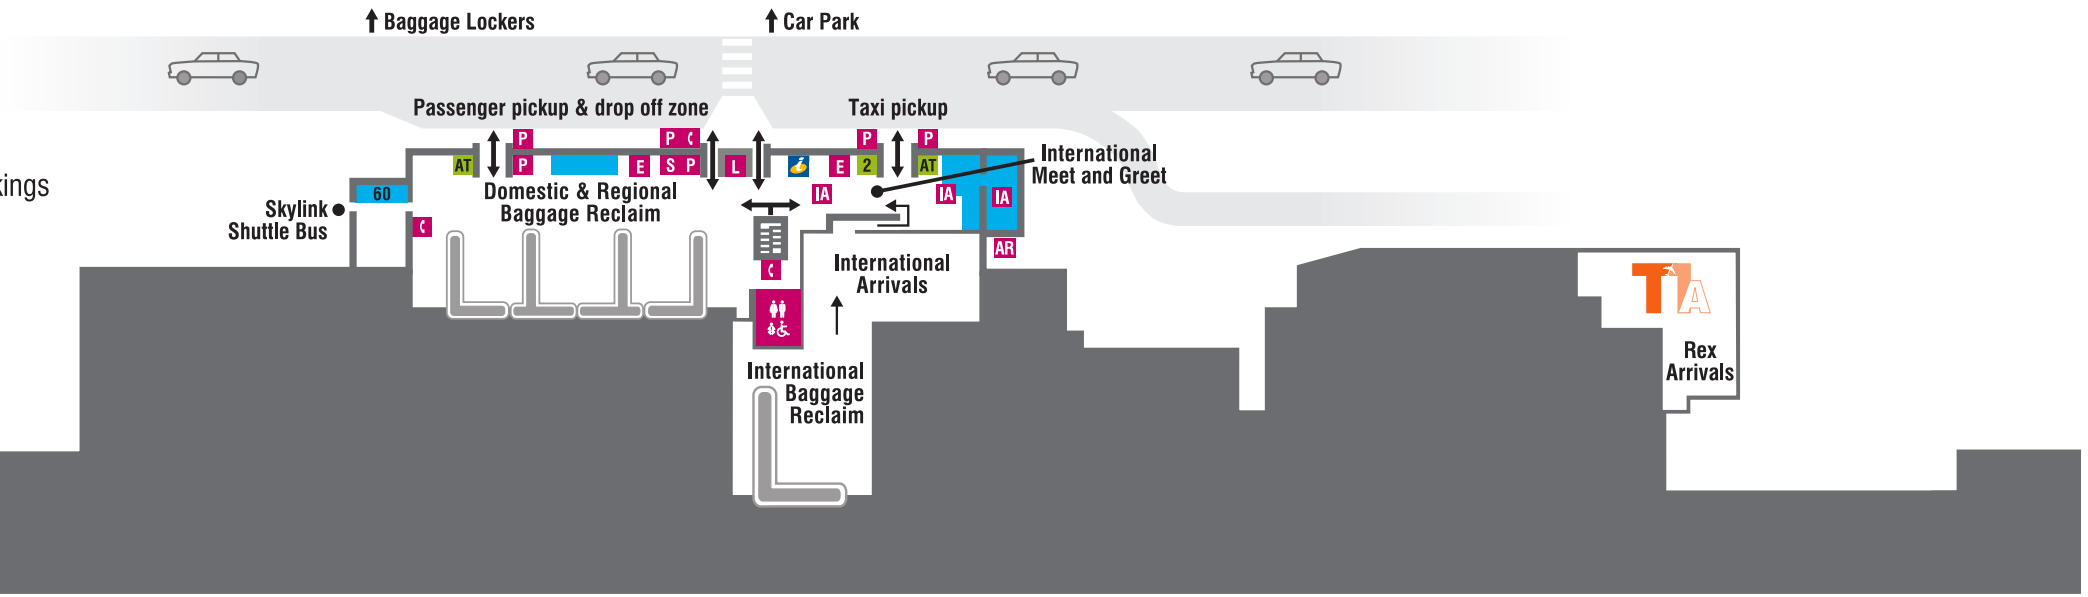 Baggage Lockers
Car Park
Passenger pickup & drop off zone
Taxi pickup
P
P C
P
P
AT
P
E
S P
L
i
E
2
AT
International
Meet and Greet
kings
60
Domestic & Regional
Baggage Reclaim
IA
IA
IA
Skylink
Shuttle Bus
AR
International
Arrivals
TIA
International
Baggage
Reclaim
Rex
Arrivals